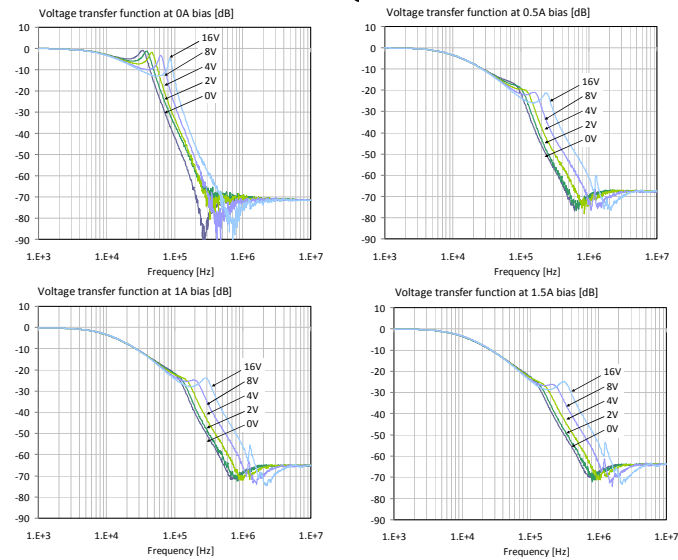 Voltage transfer function at 0A bias [dB]
10
0
-10
-20
-30
-40
-50
-60
-70
-80
-90
16V
8V
4V
2V
0V
1.E+3
1.E+4
1.E+5
1.E+6
1.E+7
Frequency [Hz]
Voltage transfer function at 0.5A bias [dB]
10
0
-10
-20
-30
-40
-50
-60
-70
-80
-90
16V
8V
4V
2V
0V
1.E+3
1.E+4
1.E+5
1.E+6
1.E+7
Frequency [Hz]
Voltage transfer function at 1A bias [dB]
10
0
-10
-20
-30
-40
-50
-60
-70
-80
-90
16V
8V
4V
2V
0V
1.E+3
1.E+4
1.E+5
1.E+6
1.E+7
Frequency [Hz]
Voltage transfer function at 1.5A bias [dB]
10
0
-10
-20
-30
-40
-50
-60
-70
-80
-90
16V
8V
4V
2V
0V
1.E+3
1.E+4
1.E+5
1.E+6
1.E+7
Frequency [Hz]